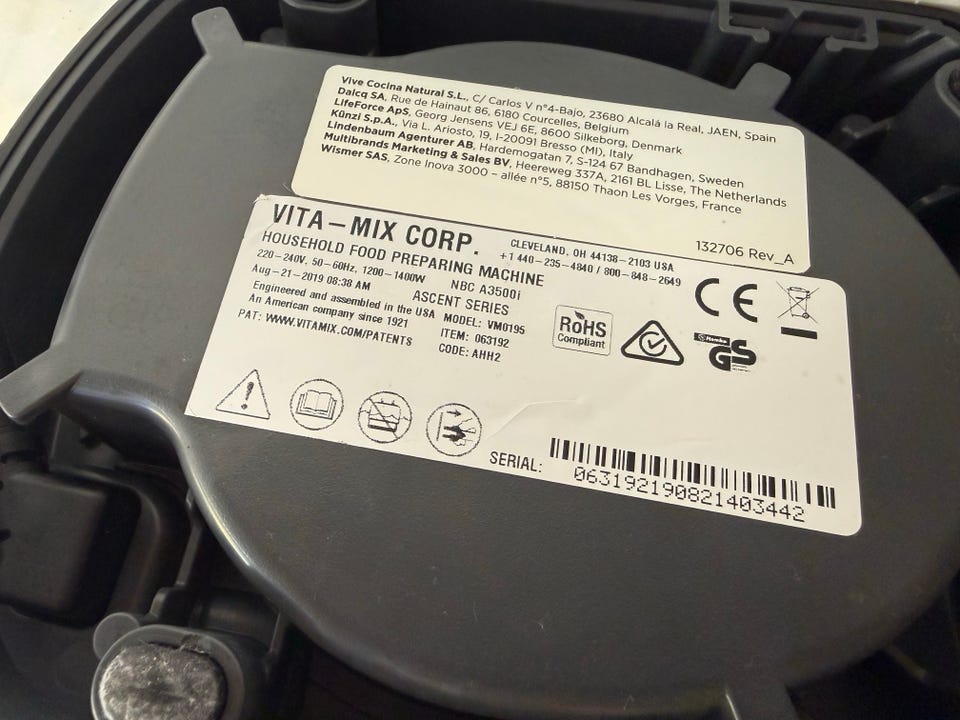 Vive Cocina Natural S.L., C/ Carlos V nº4-Bajo, 23680 Alcalá la Real, JAEN, Spain
Dalcq SA, Rue de Hainaut 86, 6180 Courcelles, Belgium
LifeForce ApS, Georg Jensens VEJ 6E, 8600 Silkeborg, Denmark
Künzi S.p.A., Via L. Ariosto, 19, I-20091 Bresso (MI), Italy
Lindenbaum Agenturer AB, Hardemogatan 7, S-124 67 Bandhagen, Sweden
Multibrands Marketing & Sales BV, Heereweg 337A, 2161 BL Lisse, The Netherlands
Wismer SAS, Zone Inova 3000 – allée n°5, 88150 Thaon Les Vorges, France
132706 Rev_A
VITA-MIX CORP.
CLEVELAND, OH 44138-2103 USA
+1 440-235-4840 / 800-848-2649
HOUSEHOLD FOOD PREPARING MACHINE
220-240V, 50-60Hz, 1200-1400W
NBC A3500i
Aug-21-2019 08:38 AM
ASCENT SERIES
Engineered and assembled in the USA
MODEL: VM0195
An American company since 1921
ITEM: 063192
PAT: WWW.VITAMIX.COM/PATENTS
CODE: AHH2
RoHS
Compliant
CE
GS
SERIAL:
063192190821403442